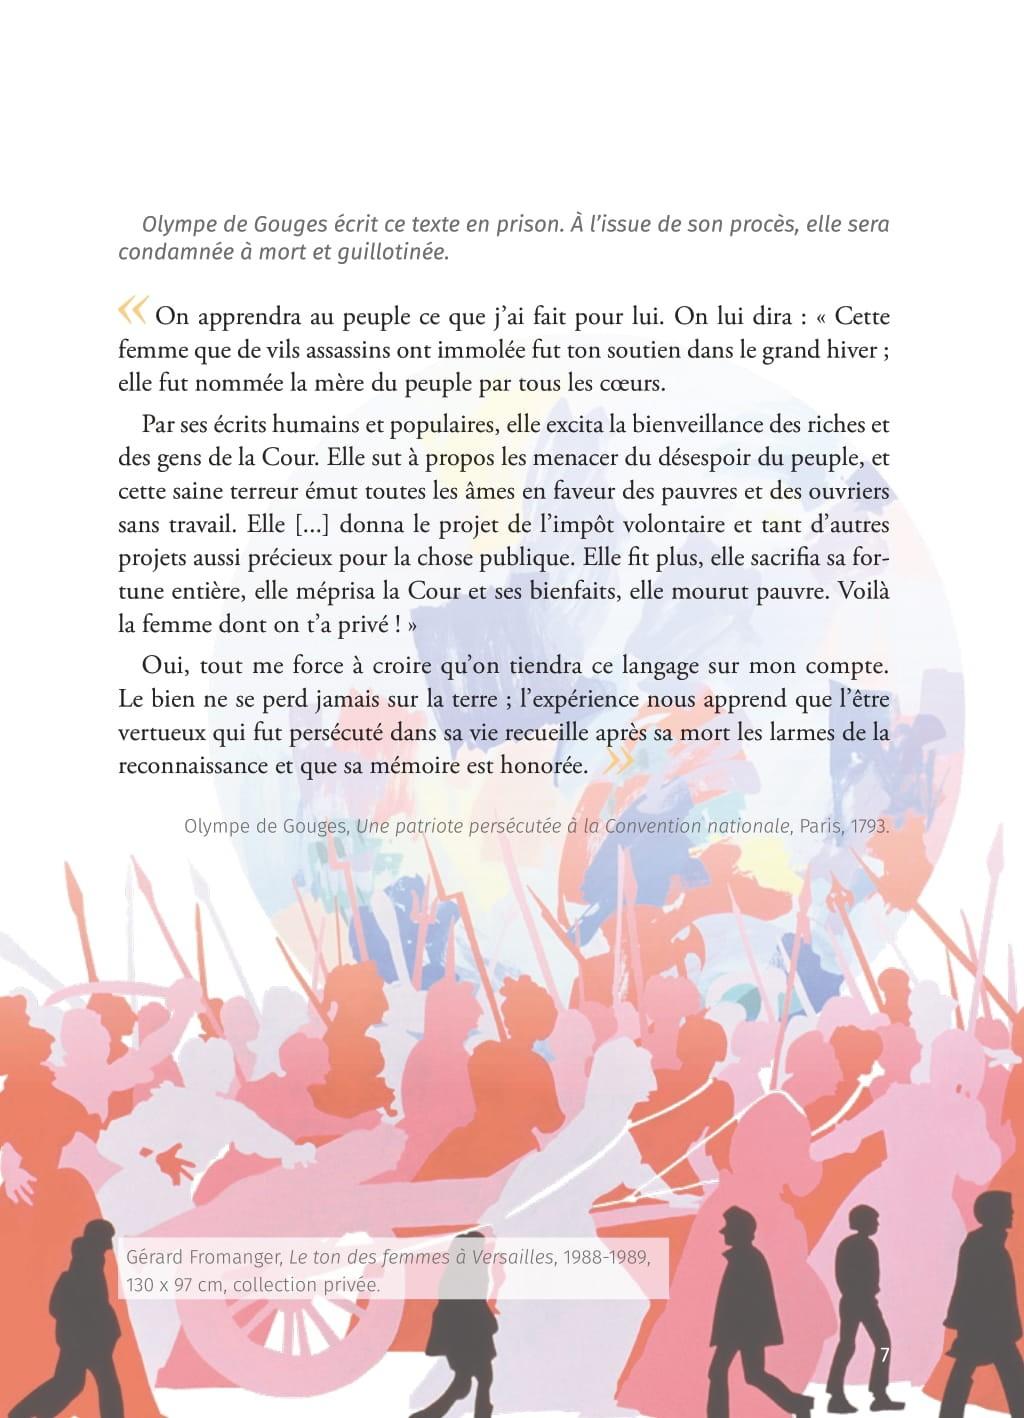 Olympe de Gouges écrit ce texte en prison. À l’issue de son procès, elle sera
condamnée à mort et guillotinée.
« On apprendra au peuple ce que j’ai fait pour lui. On lui dira : « Cette
femme que de vils assassins ont immolée fut ton soutien dans le grand hiver ;
elle fut nommée la mère du peuple par tous les cœurs.
Par ses écrits humains et populaires, elle excita la bienveillance des riches et
des gens de la Cour. Elle sut à propos les menacer du désespoir du peuple, et
cette saine terreur émut toutes les âmes en faveur des pauvres et des ouvriers
sans travail. Elle [...] donna le projet de l’impôt volontaire et tant d’autres
projets aussi précieux pour la chose publique. Elle fit plus, elle sacrifia sa for-
tune entière, elle méprisa la Cour et ses bienfaits, elle mourut pauvre. Voilà
la femme dont on t’a privé ! »
Oui, tout me force à croire qu’on tiendra ce langage sur mon compte.
Le bien ne se perd jamais sur la terre ; l’expérience nous apprend que l’être
vertueux qui fut persécuté dans sa vie recueille après sa mort les larmes de la
reconnaissance et que sa mémoire est honorée. »
Olympe de Gouges, Une patriote persécutée à la Convention nationale, Paris, 1793.
Gérard Fromanger, Le ton des femmes à Versailles, 1988-1989,
130 x 97 cm, collection privée.
7